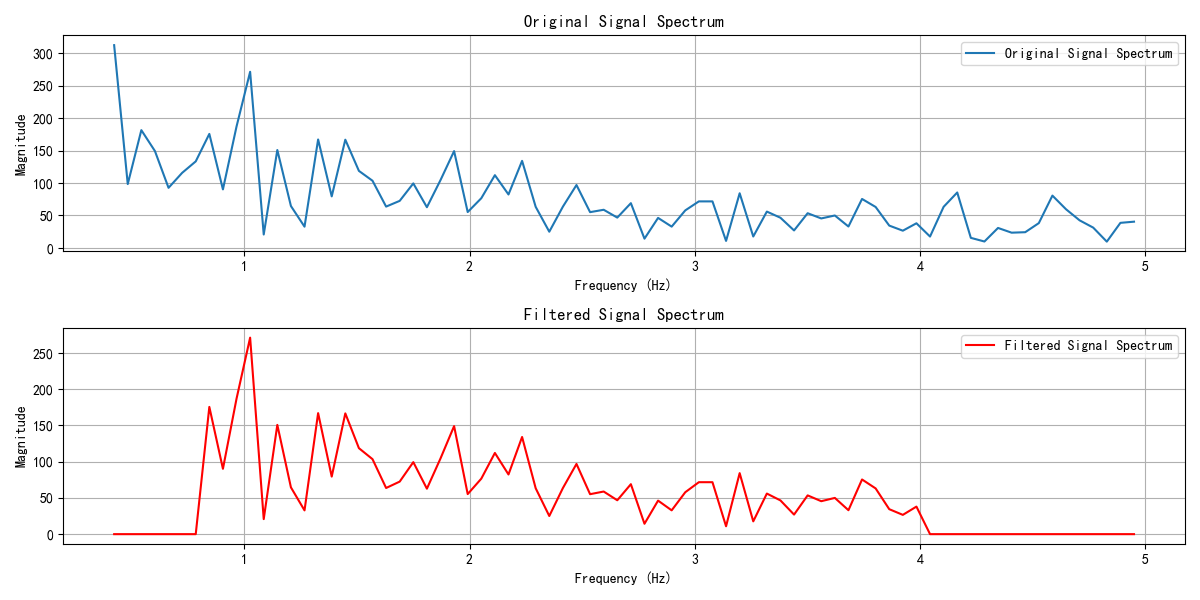 Original Signal Spectrum
Original Signal Spectrum
Magnitude
300
250
200
150
100
50
0
1 2 3 4 5
Frequency (Hz)
Filtered Signal Spectrum
Filtered Signal Spectrum
Magnitude
250
200
150
100
50
0
1 2 3 4 5
Frequency (Hz)